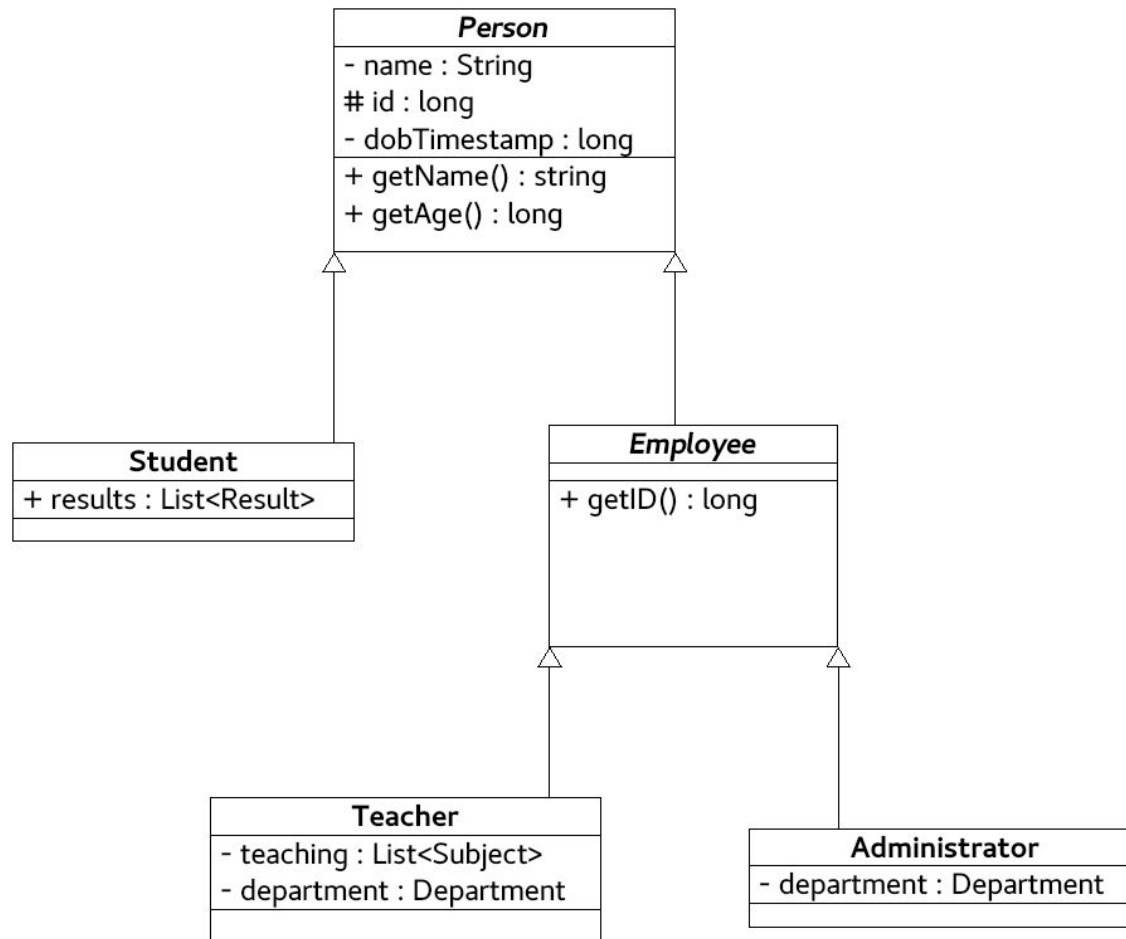 Person
- name : String
# id : long
- dobTimestamp : long
+ getName() : string
+ getAge() : long
Student
+ results : List<Result>
Employee
+ getID() : long
Teacher
- teaching : List<Subject>
- department : Department
Administrator
- department : Department